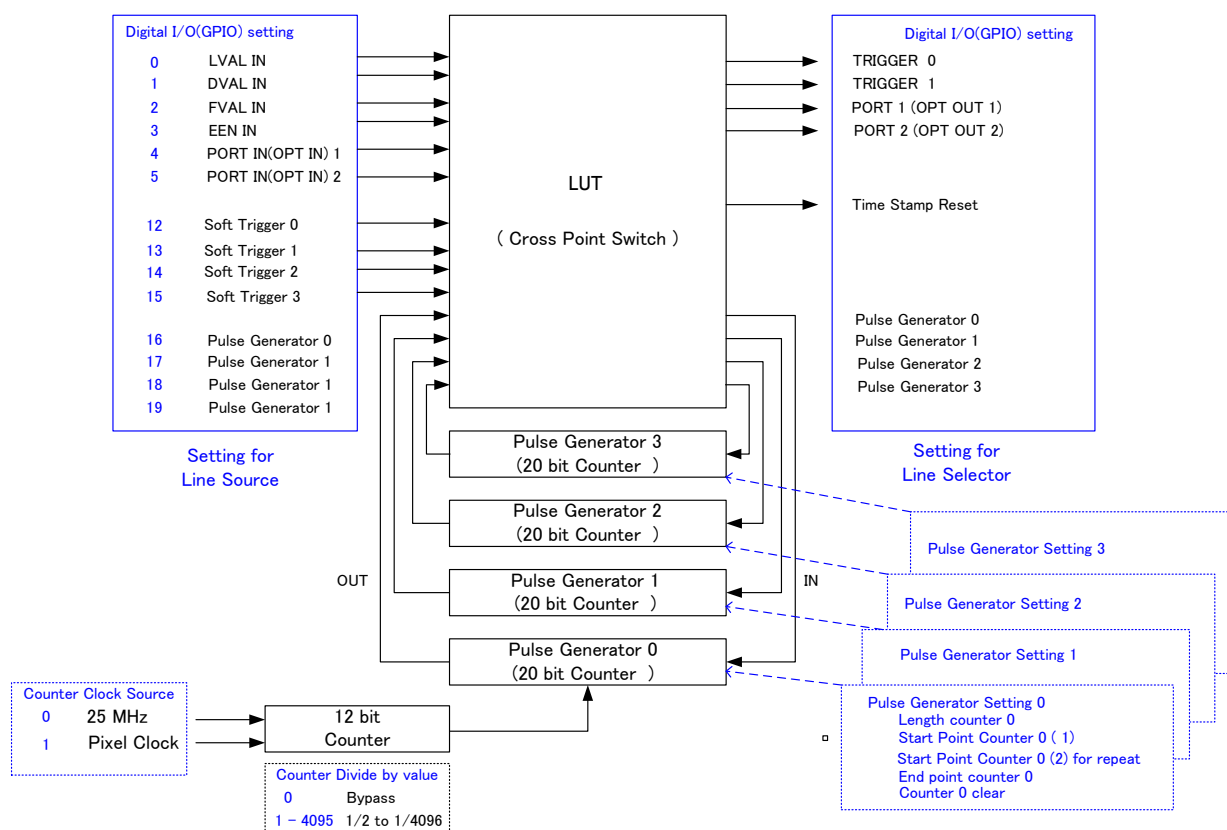 Digital I/O(GPIO) setting
0 LVAL IN
1 DVAL IN
2 FVAL IN
3 EEN IN
4 PORT IN(OPT IN) 1
5 PORT IN(OPT IN) 2
12 Soft Trigger 0
13 Soft Trigger 1
14 Soft Trigger 2
15 Soft Trigger 3
16 Pulse Generator 0
17 Pulse Generator 1
18 Pulse Generator 1
19 Pulse Generator 1
Setting for
Line Source
LUT
( Cross Point Switch )
Digital I/O(GPIO) setting
TRIGGER 0
TRIGGER 1
PORT 1 (OPT OUT 1)
PORT 2 (OPT OUT 2)
Time Stamp Reset
Pulse Generator 0
Pulse Generator 1
Pulse Generator 2
Pulse Generator 3
Setting for
Line Selector
Pulse Generator 3
(20 bit Counter )
Pulse Generator 2
(20 bit Counter )
OUT
Pulse Generator 1
(20 bit Counter )
IN
Pulse Generator 0
(20 bit Counter )
Pulse Generator Setting 3
Pulse Generator Setting 2
Pulse Generator Setting 1
Pulse Generator Setting 0
Length counter 0
Start Point Counter 0 ( 1)
Start Point Counter 0 (2) for repeat
End point counter 0
Counter 0 clear
Counter Clock Source
0 25 MHz
1 Pixel Clock
12 bit
Counter
Counter Divide by value
0 Bypass
1 - 4095 1/2 to 1/4096